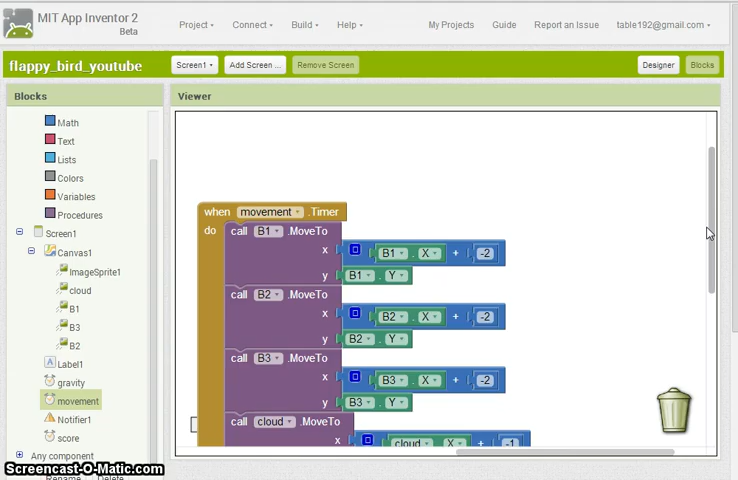 MIT App Inventor 2
Beta
Project Connect Build Help My Projects Guide Report an Issue table192@gmail.com
flappy_bird_youtube Screen1 Add Screen ... Remove Screen Designer Blocks
Blocks
Math
Text
Lists
Colors
Variables
Procedures
Screen1
Canvas1
ImageSprite1
cloud
B1
B3
B2
Label1
gravity
movement
Notifier1
score
Any component
Rename Delete
Viewer
when movement .Timer
do call B1 .MoveTo
x B1 . X + -2
y B1 . Y
call B2 .MoveTo
x B2 . X + -2
y B2 . Y
call B3 .MoveTo
x B3 . X + -2
y B3 . Y
call cloud .MoveTo
x cloud . X + -1
Screencast-O-Matic.com